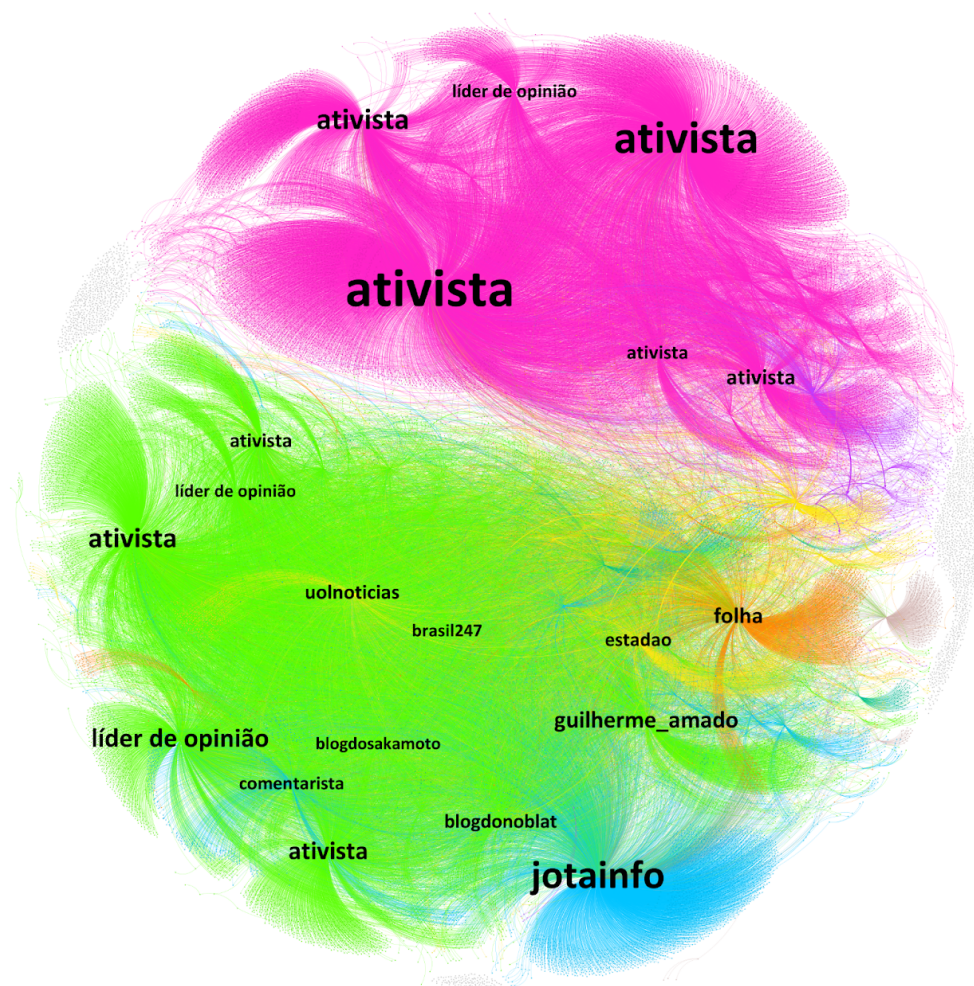 líder de opinião
ativista
ativista
ativista
ativista
ativista
ativista
líder de opinião
ativista
uolnoticias
folha
brasil247
estadao
guilherme_amado
líder de opinião
blogdosakamoto
comentarista
blogdonoblat
ativista
jotainfo